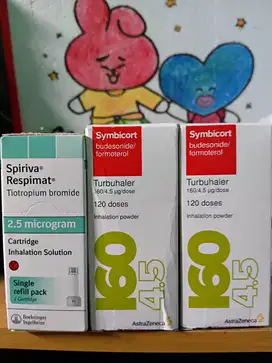 Spiriva®
Respimat®
Tiotropium bromide
2.5 microgram
Cartridge
Inhalation Solution
Single
refill pack
1 Cartridge
Boehringer
Ingelheim
Symbicort
budesonide/
formoterol
Turbuhaler
160/4.5 µg/dose
120 doses
Inhalation powder
160
4.5
AstraZeneca
Symbicort
budesonide/
formoterol
Turbuhaler
160/4.5 µg/dose
120 doses
Inhalation powder
160
4.5
AstraZeneca